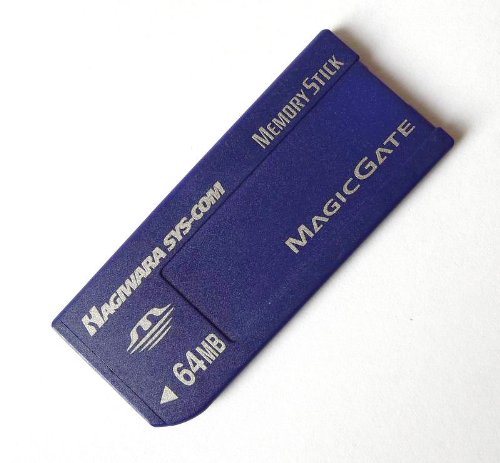 HAGIWARA SYS-COM
MEMORY STICK
MAGICGATE
64MB